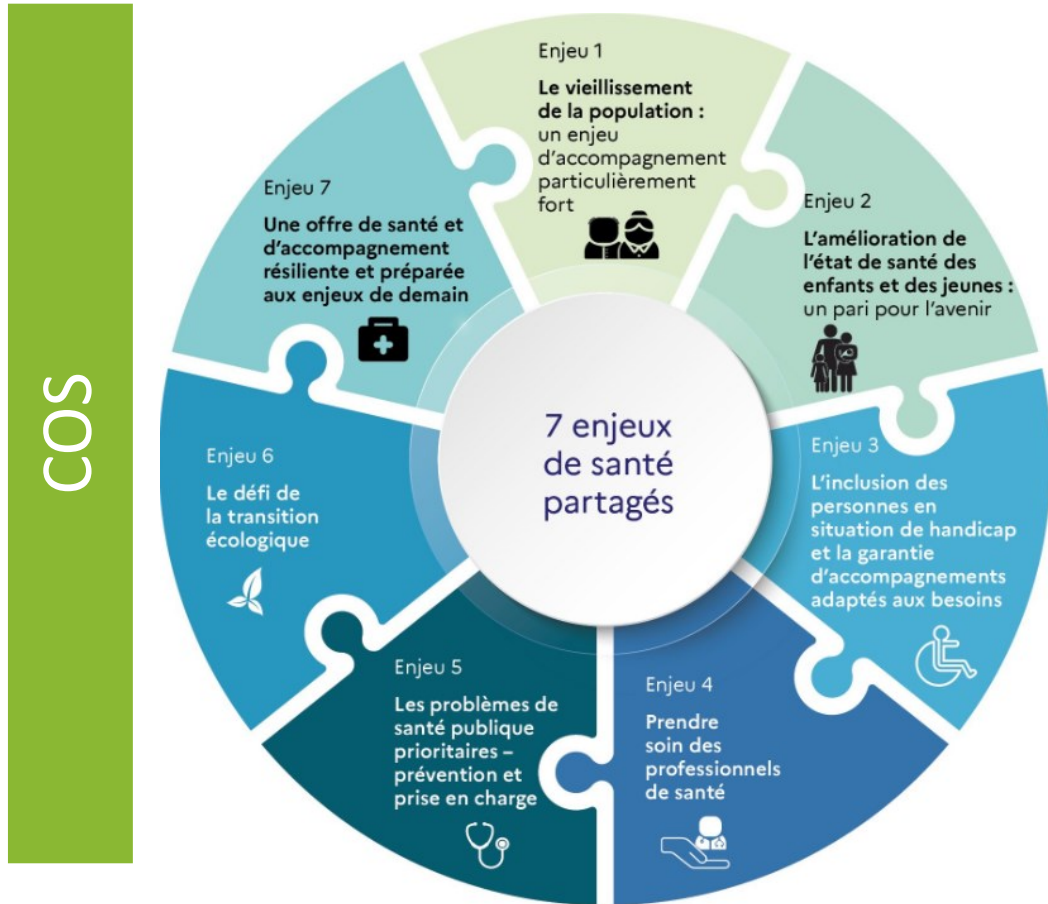 COS
Enjeu 1
Le vieillissement
de la population :
un enjeu
d'accompagnement
particulièrement
fort
Enjeu 2
L'amélioration de
l'état de santé des
enfants et des jeunes :
un pari pour l'avenir
Enjeu 3
L'inclusion des
personnes en
situation de handicap
et la garantie
d'accompagnements
adaptés aux besoins
Enjeu 4
Prendre
soin des
professionnels
de santé
Enjeu 5
Les problèmes de
santé publique
prioritaires –
prévention et
prise en charge
Enjeu 6
Le défi de
la transition
écologique
Enjeu 7
Une offre de santé et
d'accompagnement
résiliente et préparée
aux enjeux de demain
7 enjeux
de santé
partagés